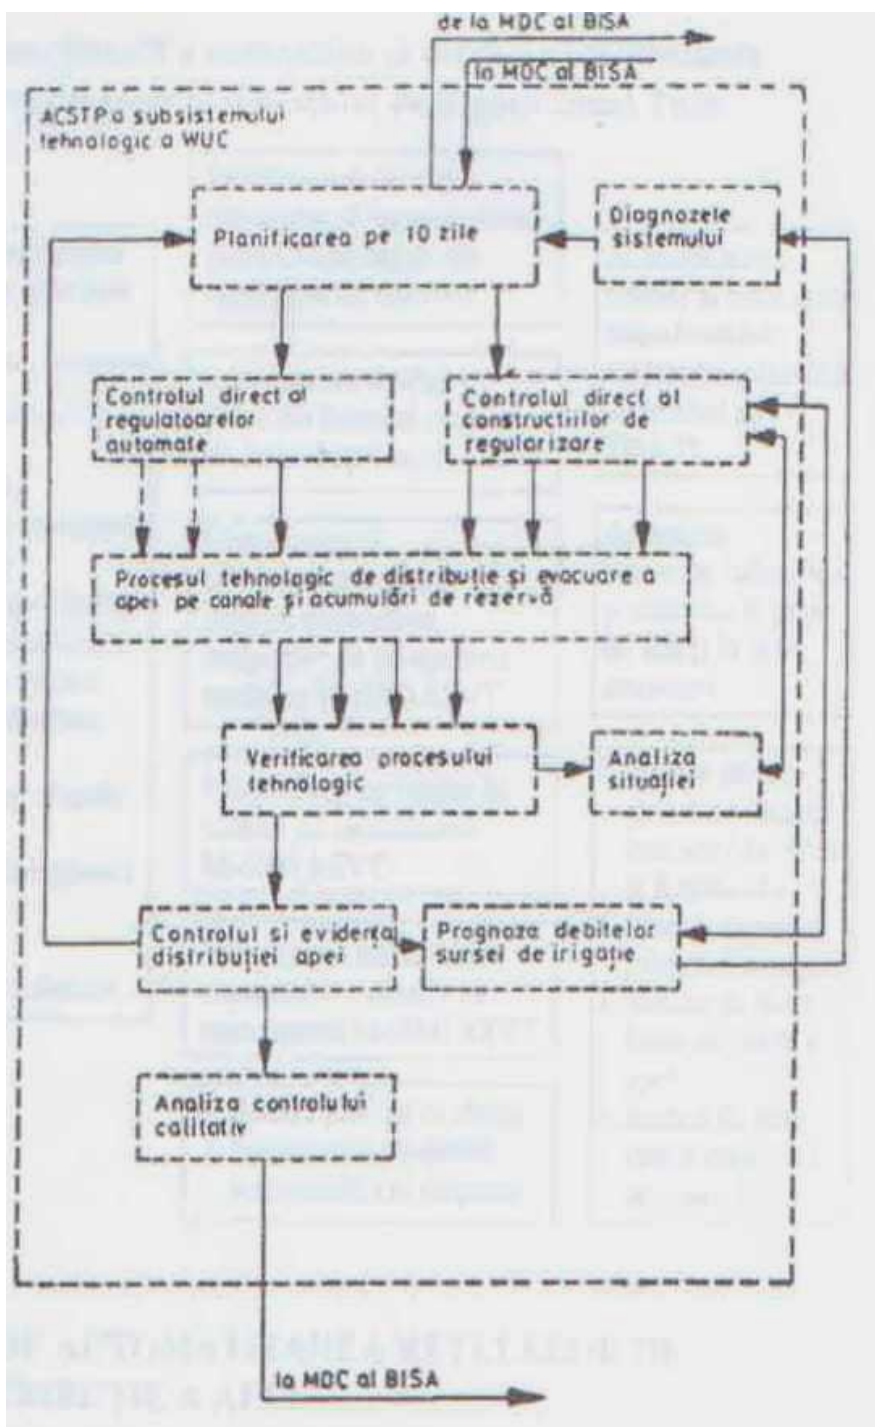 de la MDC al BISA
la MDC al BISA
ACSTP a subsistemului
tehnologic a WUC
Planificarea pe 10 zile
Diagnozele
sistemului
Controlul direct al
regulatoarelor
automate
Controlul direct al
constructiilor de
regularizare
Procesul tehnologic de distribuție și evacuare a
apei pe canale și acumulări de rezervă
Verificarea procesului
tehnologic
Analiza
situației
Controlul si evidența
distribuției apei
Prognoza debitelor
sursei de irigație
Analiza controlului
calitativ
la MDC al BISA